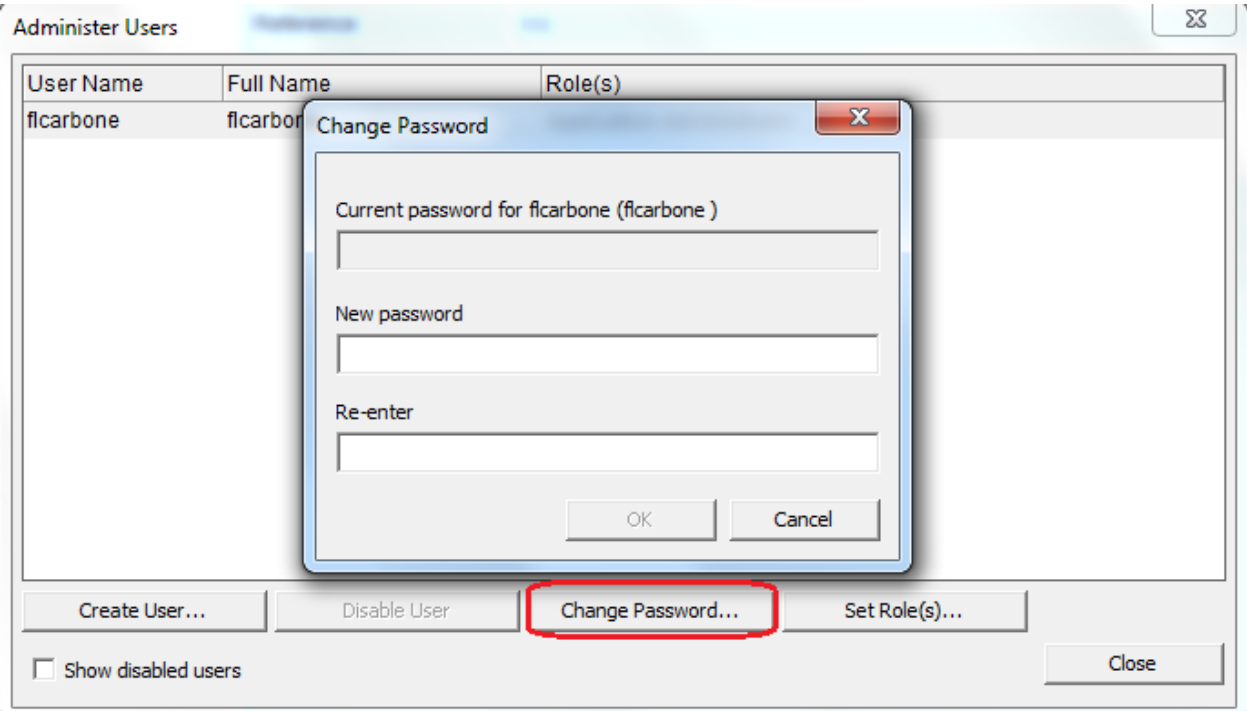 Administer Users
User Name Full Name Role(s)
flcarbone flcarbon
Change Password
Current password for flcarbone (flcarbone )
New password
Re-enter
OK Cancel
Create User... Disable User Change Password... Set Role(s)...
Show disabled users
Close